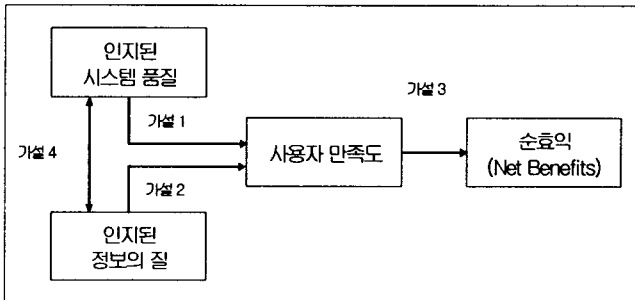 인지된
시스템 품질
가설 3
가설 1
가설 4
사용자 만족도
순효익
(Net Benefits)
가설 2
인지된
정보의 질